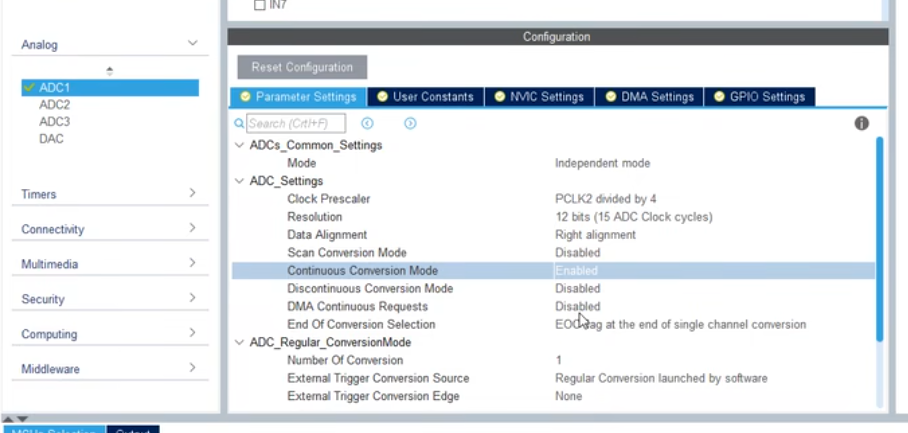 IN7
Configuration
Analog
Reset Configuration
ADC1
ADC2
ADC3
DAC
Parameter Settings User Constants NVIC Settings DMA Settings GPIO Settings
Search (Crtl+F)
ADCs_Common_Settings
Mode Independent mode
ADC_Settings
Clock Prescaler PCLK2 divided by 4
Resolution 12 bits (15 ADC Clock cycles)
Data Alignment Right alignment
Scan Conversion Mode Disabled
Continuous Conversion Mode Enabled
Discontinuous Conversion Mode Disabled
DMA Continuous Requests Disabled
End Of Conversion Selection EOC flag at the end of single channel conversion
ADC_Regular_ConversionMode
Number Of Conversion 1
External Trigger Conversion Source Regular Conversion launched by software
External Trigger Conversion Edge None
Timers
Connectivity
Multimedia
Security
Computing
Middleware
MCUs Selection Output